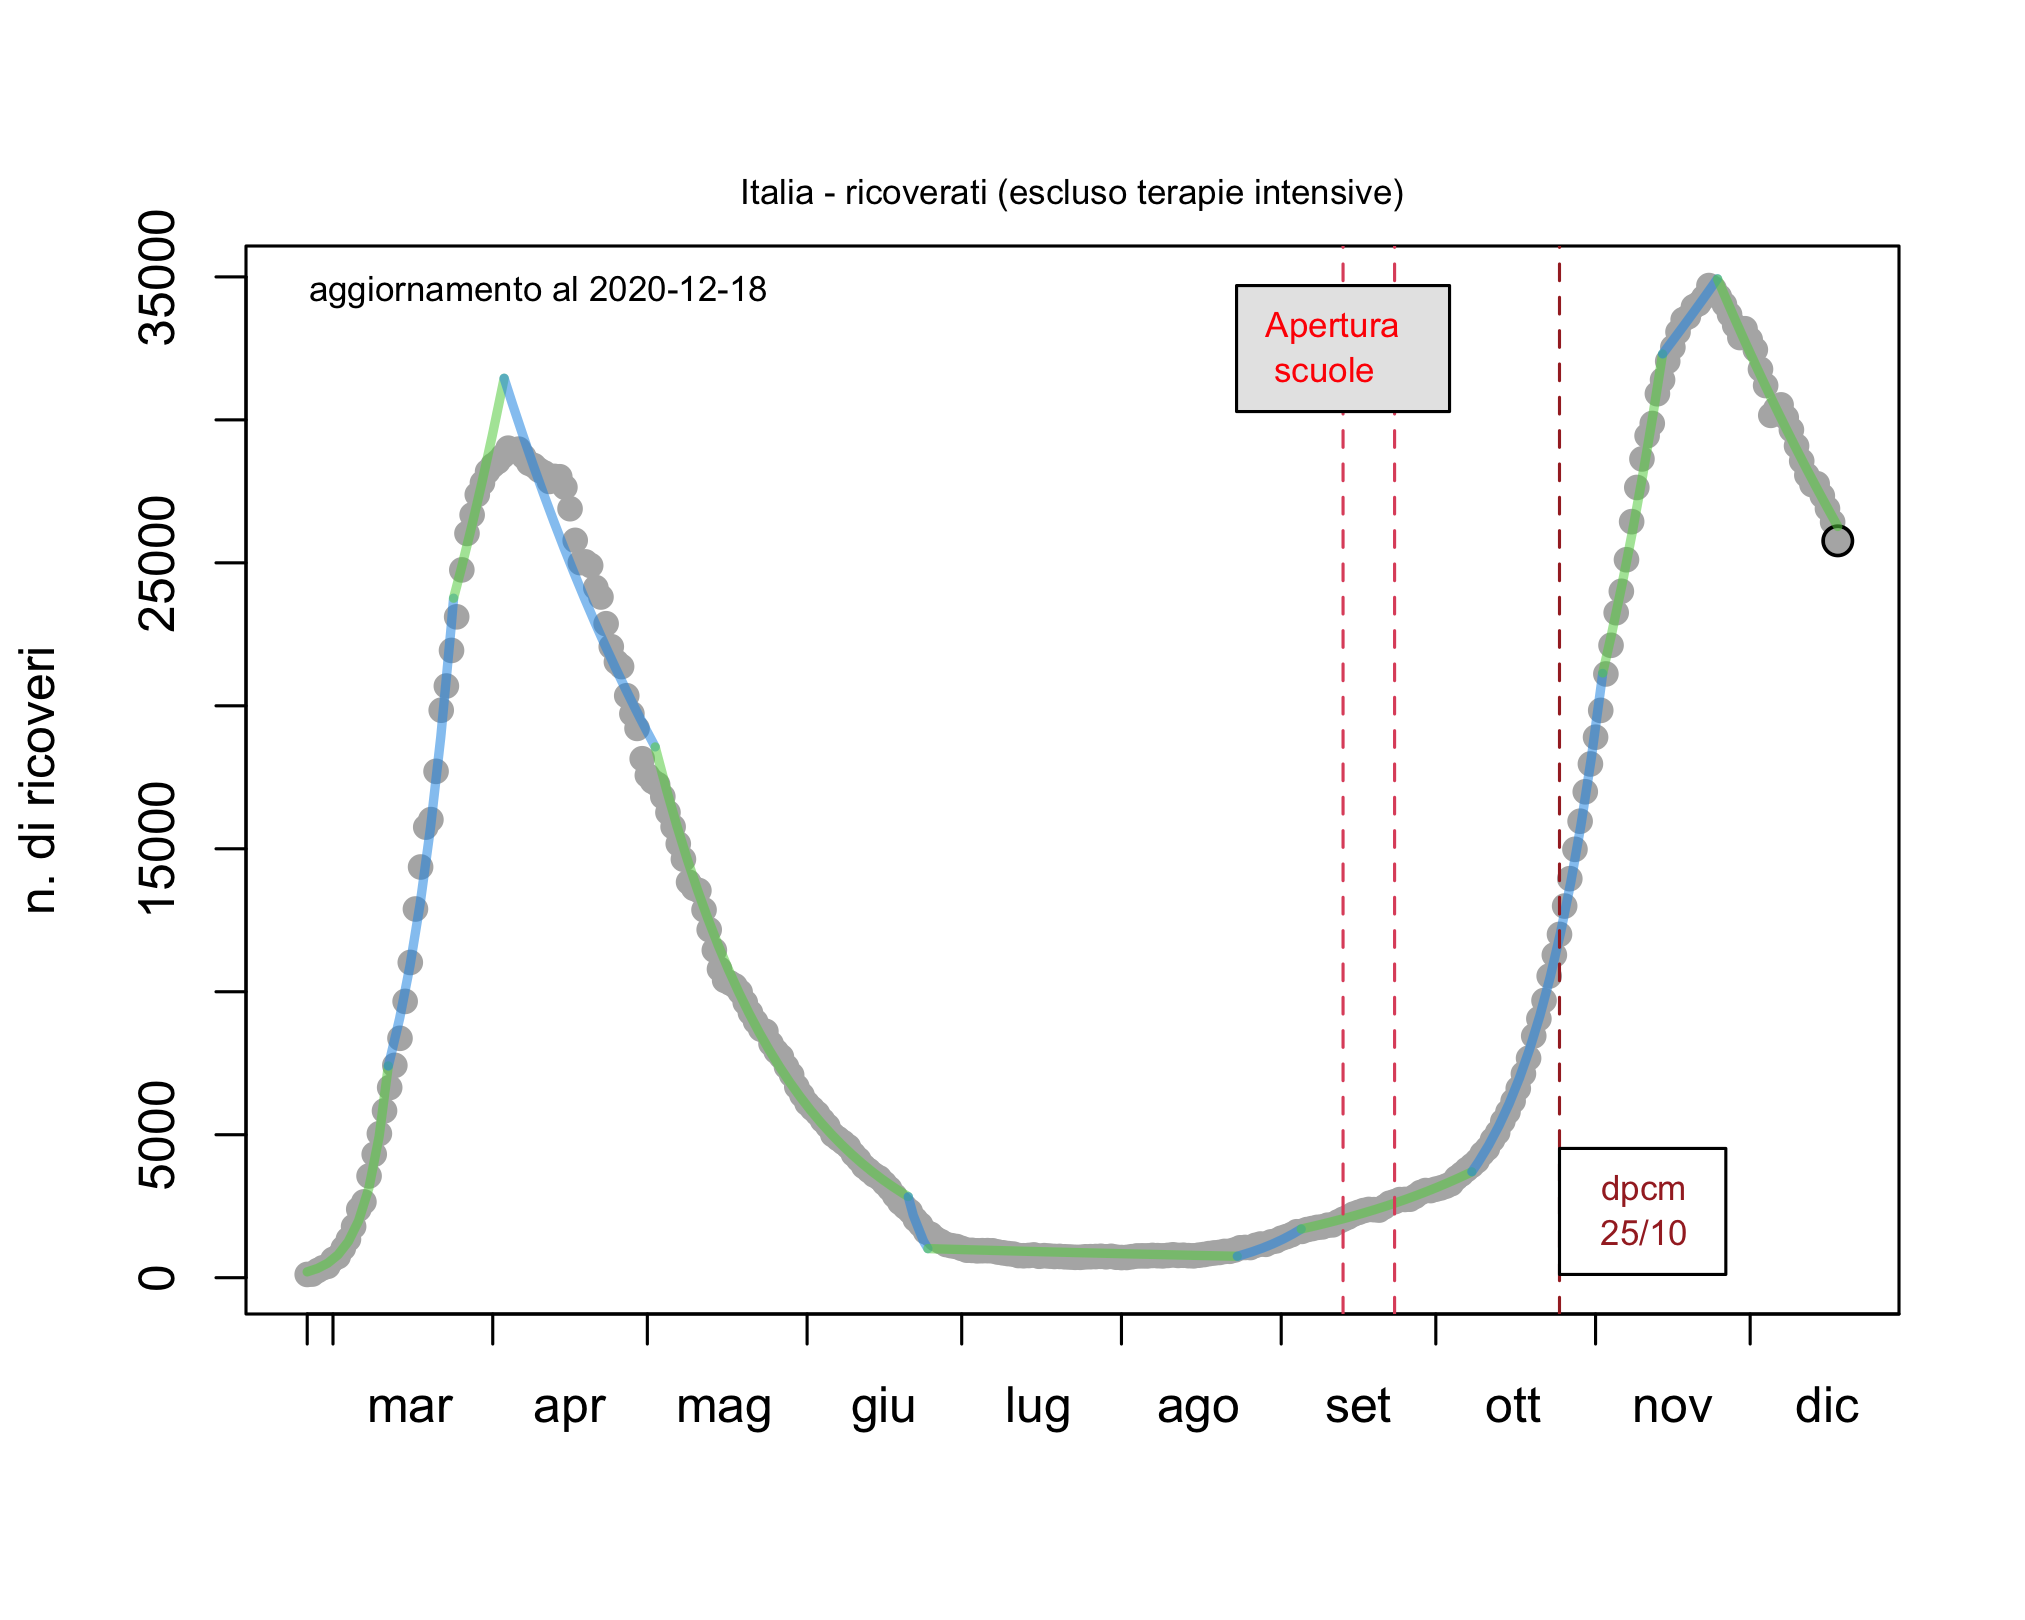 Italia - ricoverati (escluso terapie intensive)
aggiornamento al 2020-12-18
Apertura
scuole
dpcm
25/10
n. di ricoveri
35000
25000
15000
5000
0
mar apr mag giu lug ago set ott nov dic